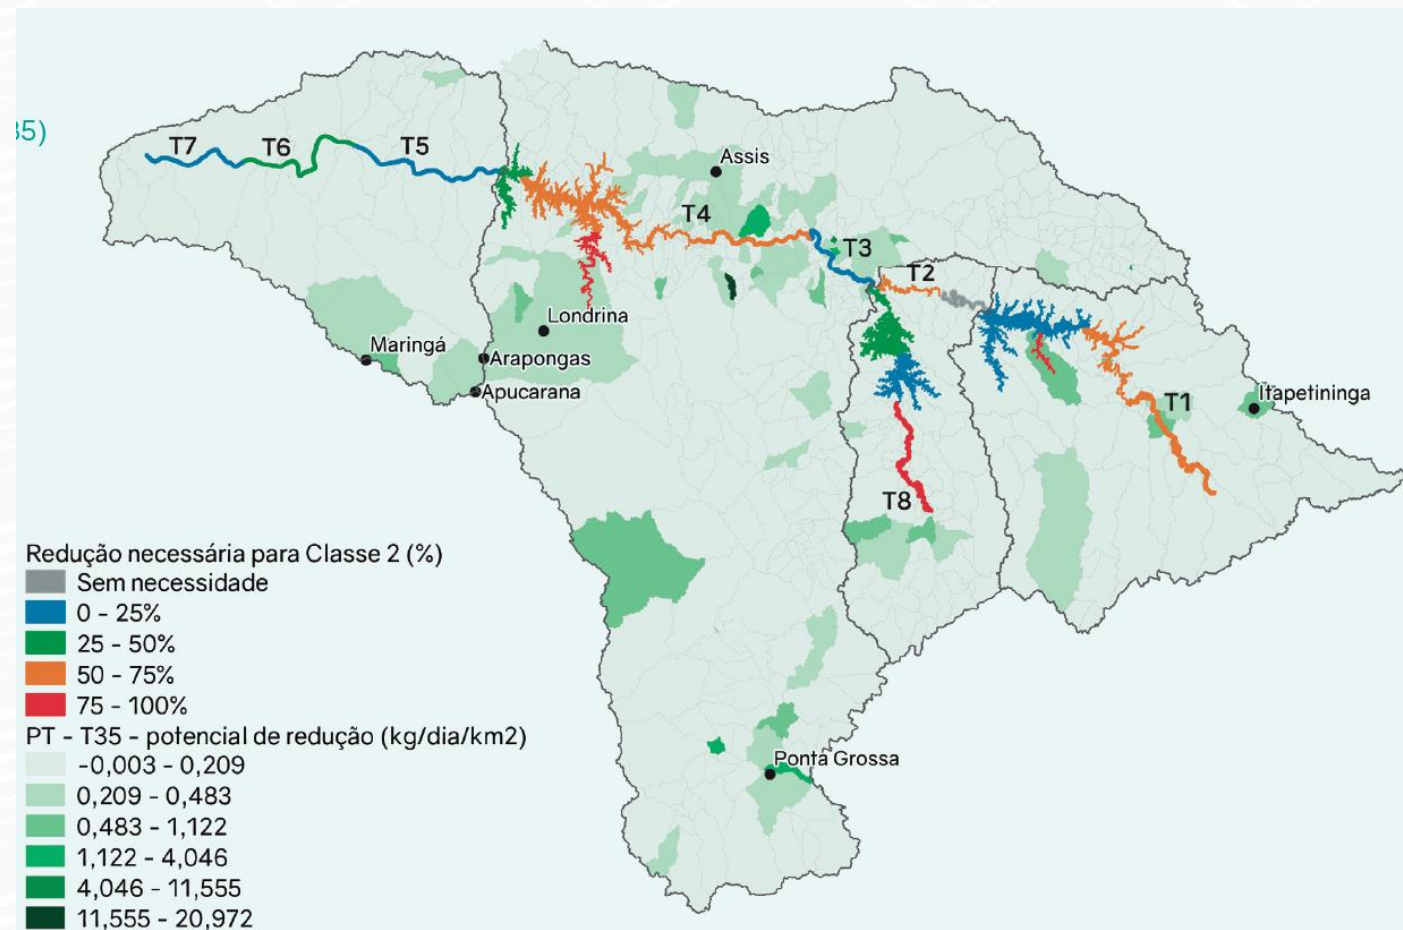 35)
T7
T6
T5
Assis
T4
T3
T2
Londrina
Maringá
Arapongas
Apucarana
T1
Itapetininga
T8
Ponta Grossa
Redução necessária para Classe 2 (%)
Sem necessidade
0 - 25%
25 - 50%
50 - 75%
75 - 100%
PT - T35 - potencial de redução (kg/dia/km2)
-0,003 - 0,209
0,209 - 0,483
0,483 - 1,122
1,122 - 4,046
4,046 - 11,555
11,555 - 20,972